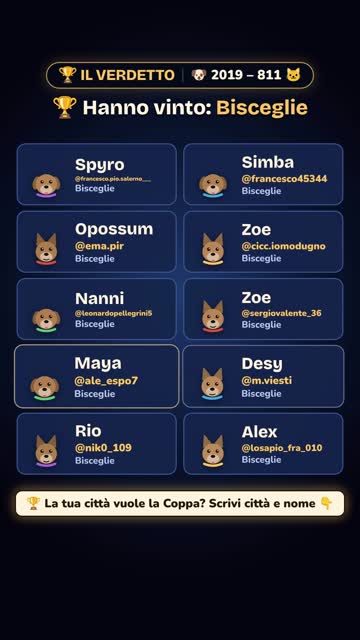 🏆 IL VERDETTO | 🐶 2019 – 811 🐱
🏆 Hanno vinto: Bisceglie
Spyro
@francesco.pio.salerno__
Bisceglie
Simba
@francesco45344
Bisceglie
Opossum
@ema.pir
Bisceglie
Zoe
@cicc.iomodugno
Bisceglie
Nanni
@leonardopellegrini5
Bisceglie
Zoe
@sergiovalente_36
Bisceglie
Maya
@ale_espo7
Bisceglie
Desy
@m.viesti
Bisceglie
Rio
@nik0_109
Bisceglie
Alex
@losapio_fra_010
Bisceglie
🏆 La tua città vuole la Coppa? Scrivi città e nome 👇